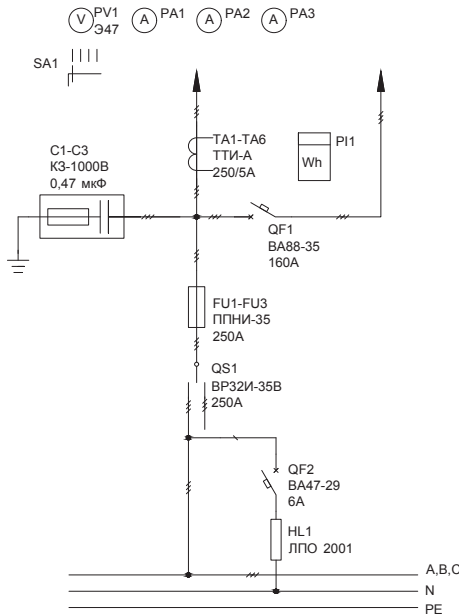 V
PV1
Э47
A
PA1
A
PA2
A
PA3
SA1
TA1-TA6
ТТИ-А
250/5А
PI1
Wh
С1-С3
КЗ-1000В
0,47 мкФ
QF1
ВА88-35
160А
FU1-FU3
ППНИ-35
250А
QS1
ВР32И-35В
250А
QF2
ВА47-29
6А
HL1
ЛПО 2001
A,B,C
N
PE